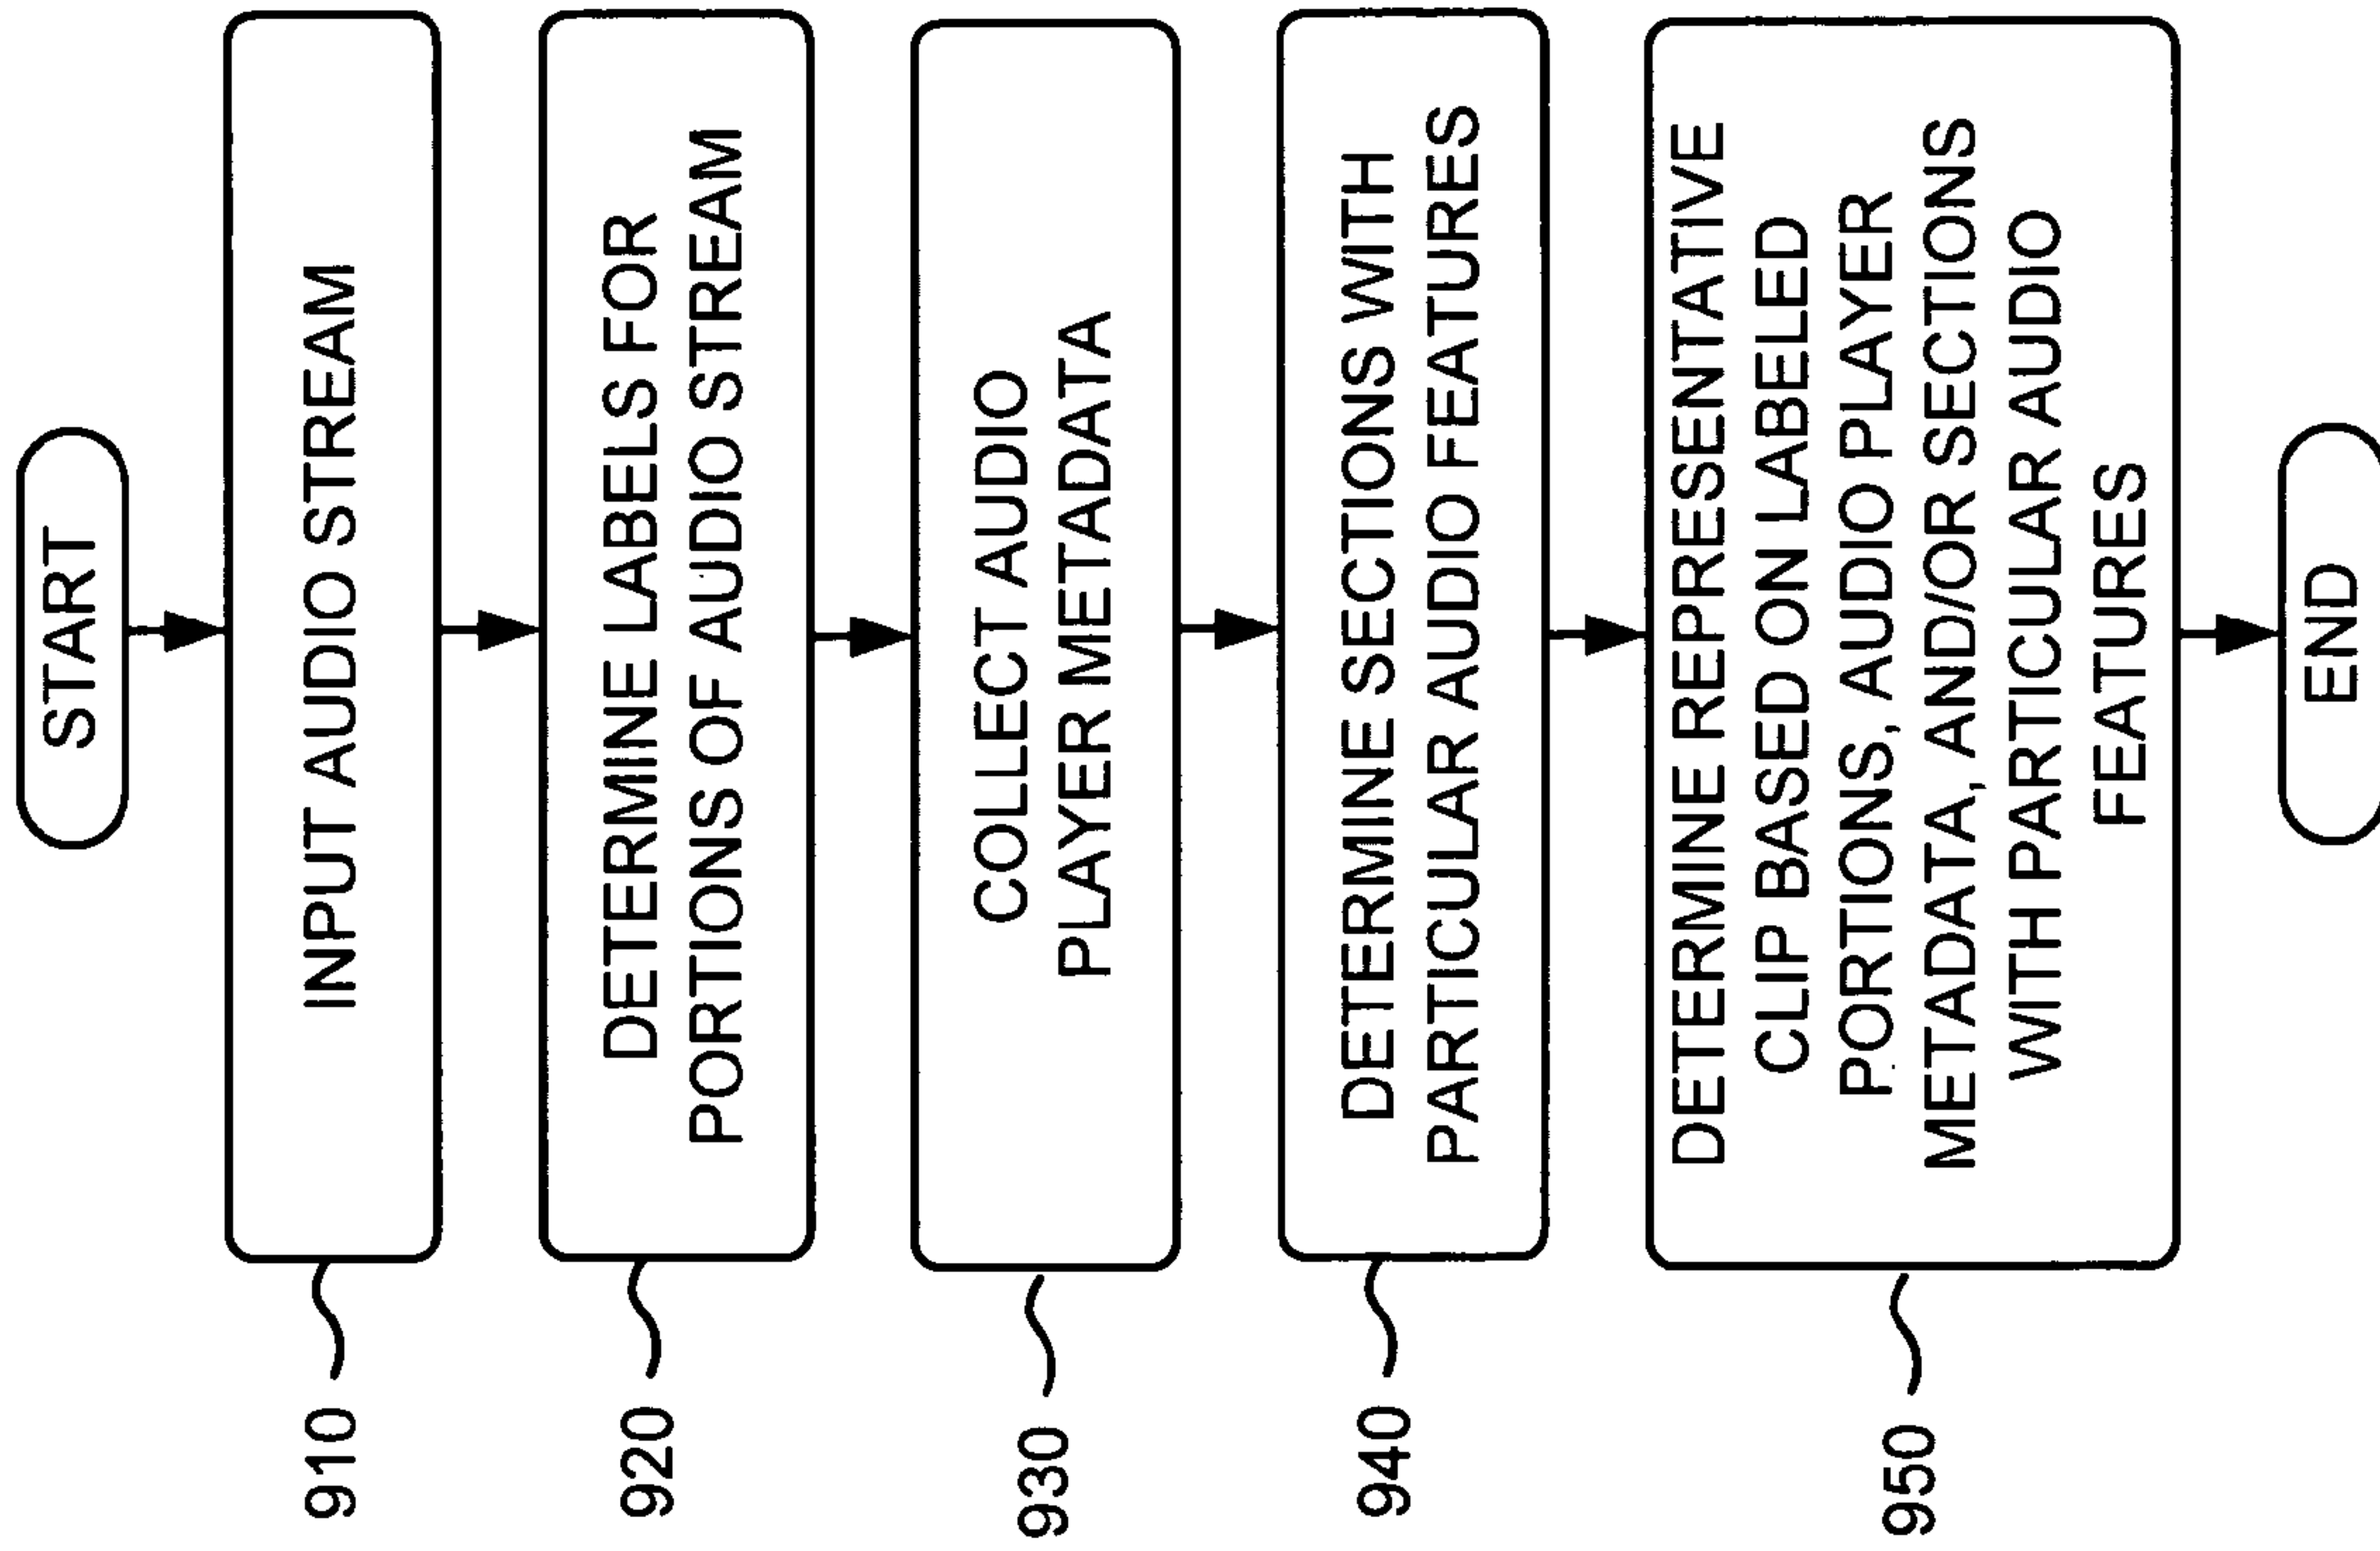 START
910
INPUT AUDIO STREAM
920
DETERMINE LABELS FOR
PORTIONS OF AUDIO STREAM
930
COLLECT AUDIO
PLAYER METADATA
940
DETERMINE SECTIONS WITH
PARTICULAR AUDIO FEATURES
950
DETERMINE REPRESENTATIVE
CLIP BASED ON LABELED
PORTIONS, AUDIO PLAYER
METADATA, AND/OR SECTIONS
WITH PARTICULAR AUDIO
FEATURES
END